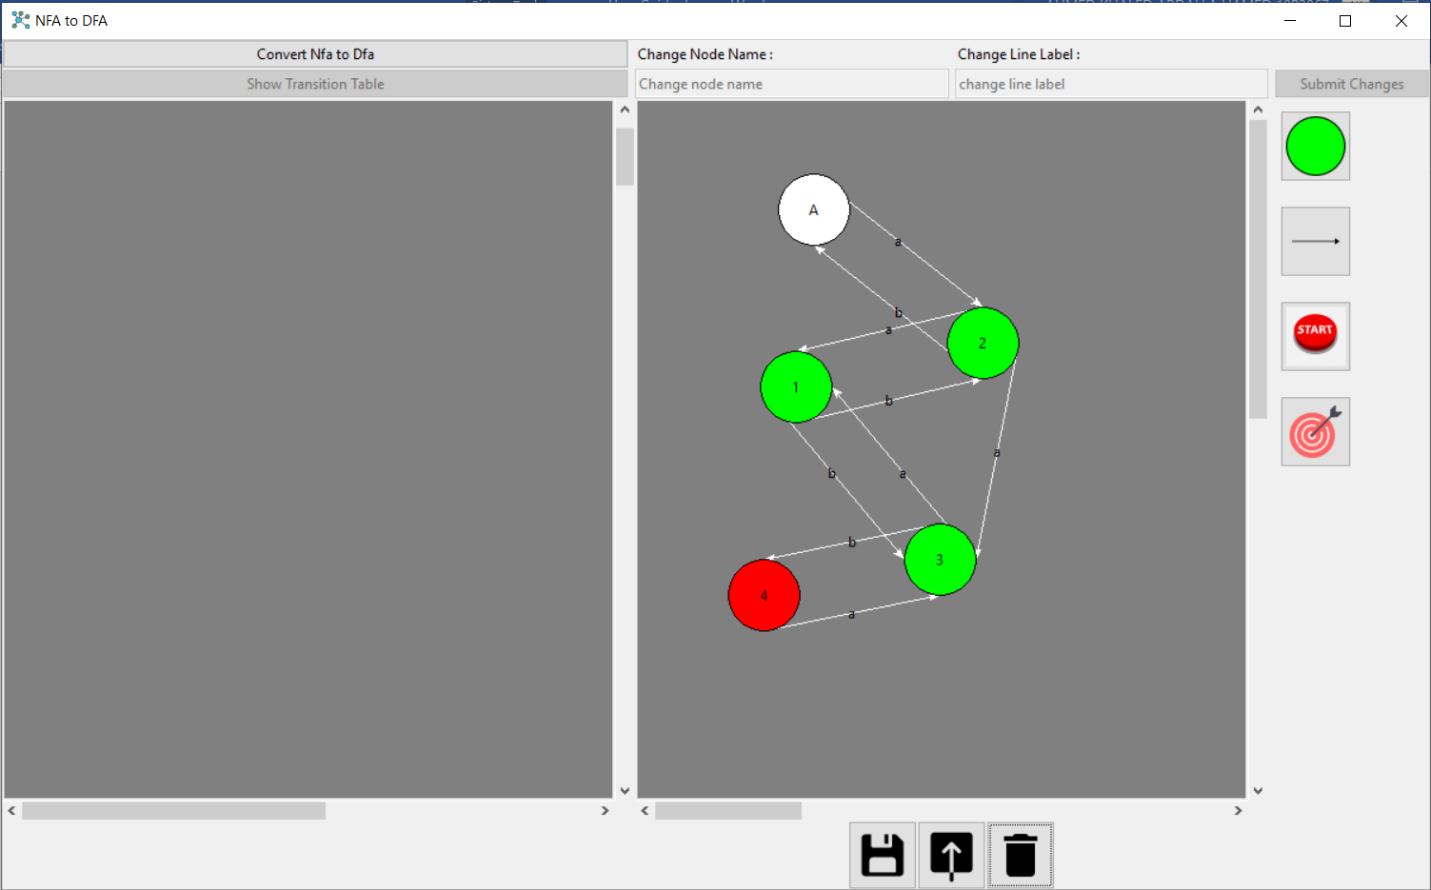 NFA to DFA
Convert Nfa to Dfa
Change Node Name :
Change Line Label :
Show Transition Table
Change node name
change line label
Submit Changes
A
a
b
a
2
1
b
a
b
a
b
3
4
a
START